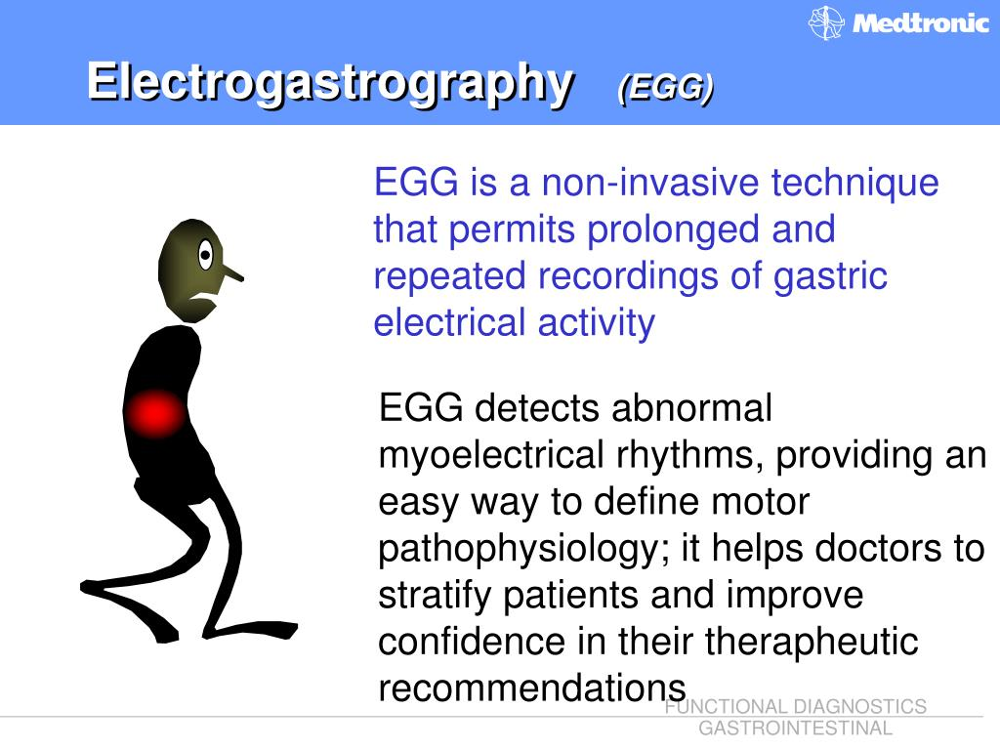 Medtronic
Electrogastrography (EGG)
EGG is a non-invasive technique
that permits prolonged and
repeated recordings of gastric
electrical activity
EGG detects abnormal
myoelectrical rhythms, providing an
easy way to define motor
pathophysiology; it helps doctors to
stratify patients and improve
confidence in their therapheutic
recommendations
FUNCTIONAL DIAGNOSTICS
GASTROINTESTINAL